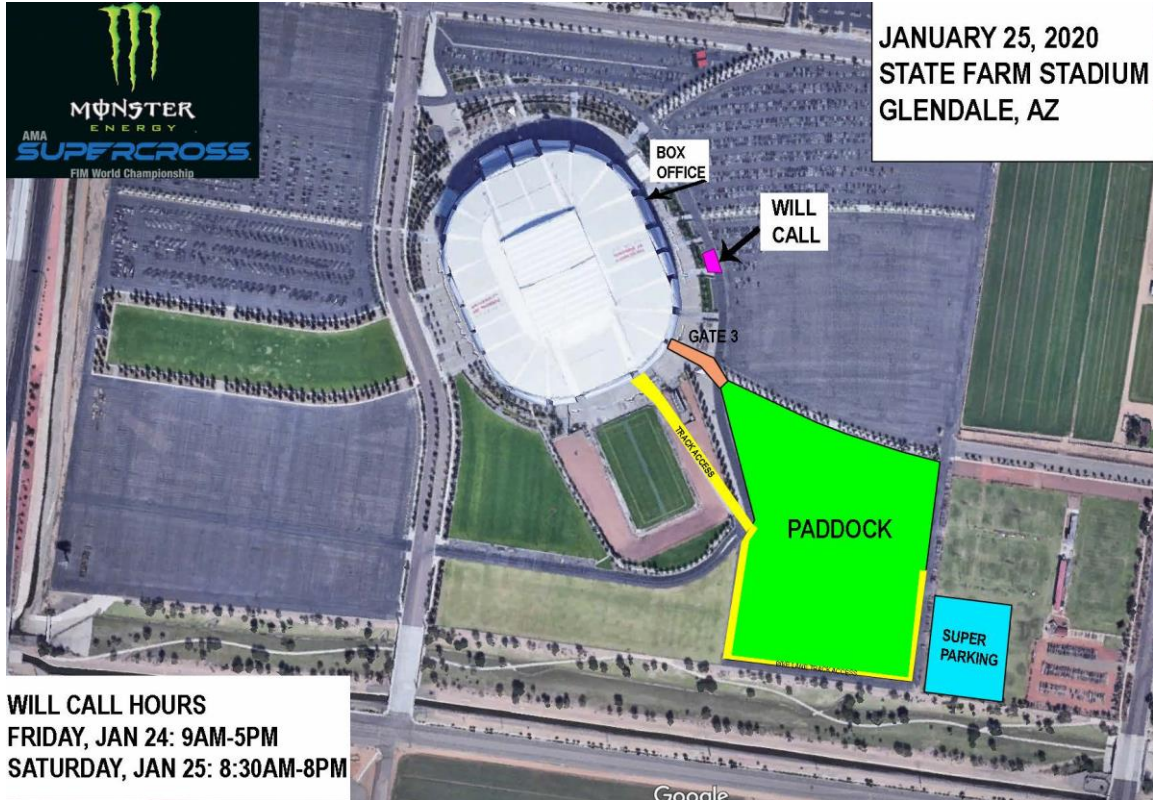 MONSTER
ENERGY
AMA
SUPERCROSS
FIM World Championship
JANUARY 25, 2020
STATE FARM STADIUM
GLENDALE, AZ
BOX
OFFICE
WILL
CALL
GATE 3
TRACK ACCESS
PADDOCK
SUPER
PARKING
WILL CALL HOURS
FRIDAY, JAN 24: 9AM-5PM
SATURDAY, JAN 25: 8:30AM-8PM
Google